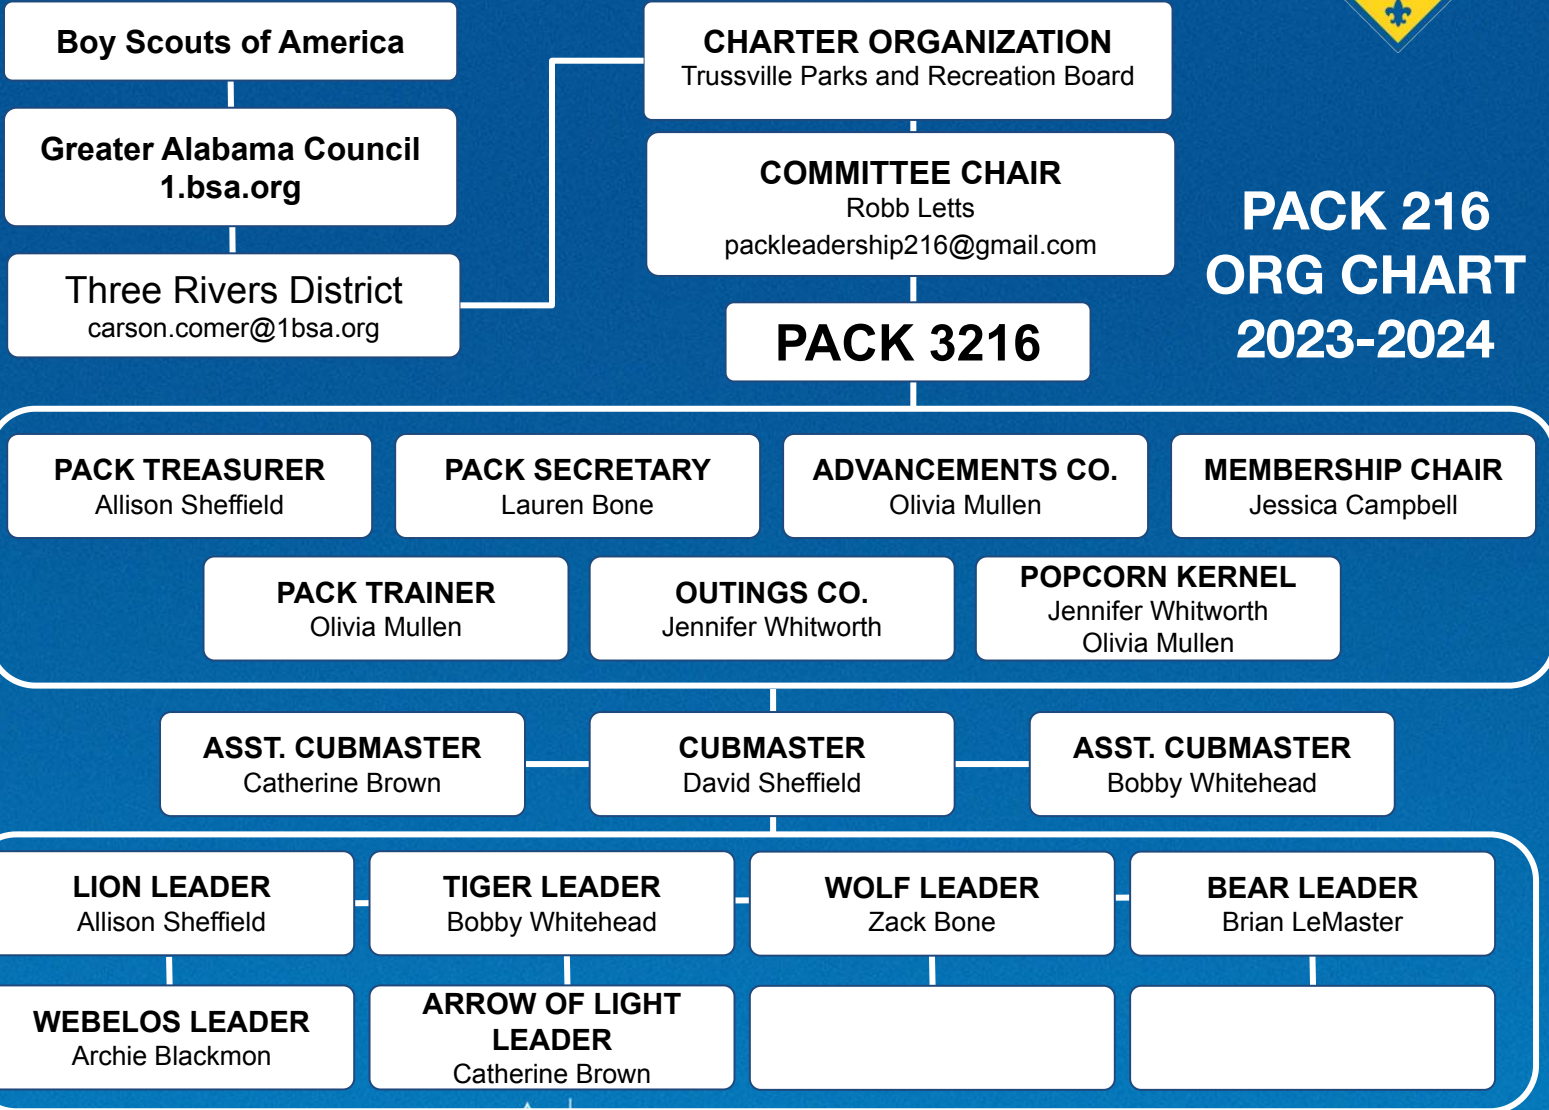 Boy Scouts of America
Greater Alabama Council
1.bsa.org
Three Rivers District
carson.comer@1bsa.org
CHARTER ORGANIZATION
Trussville Parks and Recreation Board
COMMITTEE CHAIR
Robb Letts
packleadership216@gmail.com
PACK 3216
PACK 216
ORG CHART
2023-2024
PACK TREASURER
Allison Sheffield
PACK SECRETARY
Lauren Bone
ADVANCEMENTS CO.
Olivia Mullen
MEMBERSHIP CHAIR
Jessica Campbell
PACK TRAINER
Olivia Mullen
OUTINGS CO.
Jennifer Whitworth
POPCORN KERNEL
Jennifer Whitworth
Olivia Mullen
ASST. CUBMASTER
Catherine Brown
CUBMASTER
David Sheffield
ASST. CUBMASTER
Bobby Whitehead
LION LEADER
Allison Sheffield
TIGER LEADER
Bobby Whitehead
WOLF LEADER
Zack Bone
BEAR LEADER
Brian LeMaster
WEBELOS LEADER
Archie Blackmon
ARROW OF LIGHT
LEADER
Catherine Brown